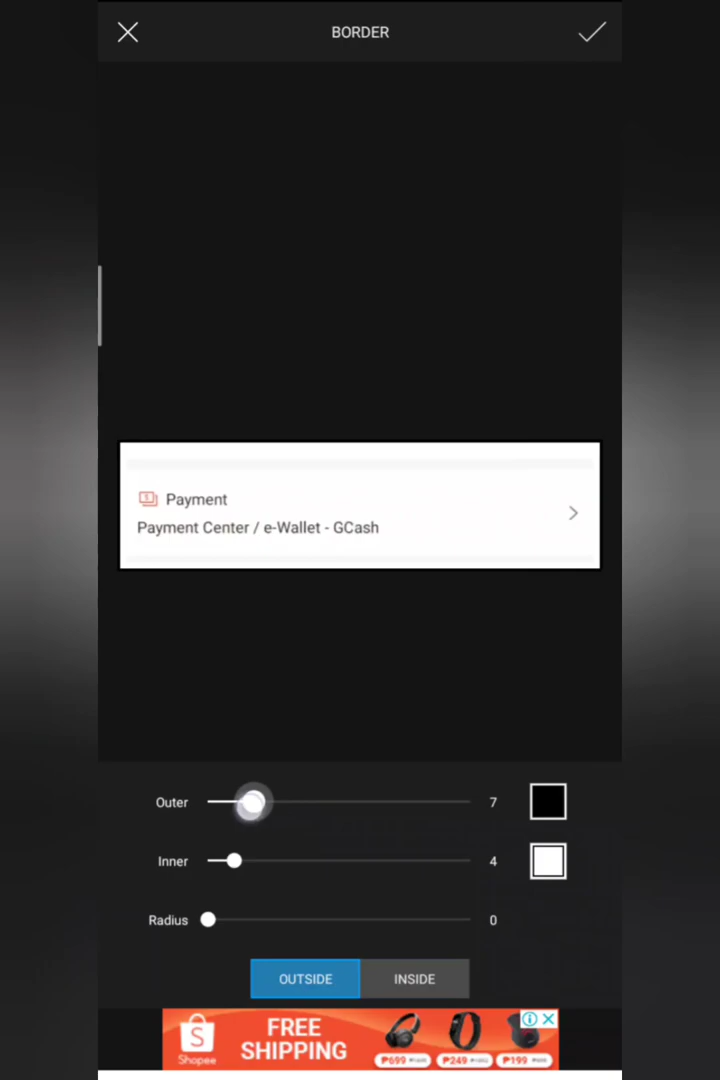 BORDER
Payment
Payment Center / e-Wallet - GCash
Outer 7
Inner 4
Radius 0
OUTSIDE INSIDE
S
Shopee
FREE
SHIPPING
₱699
₱249
₱199